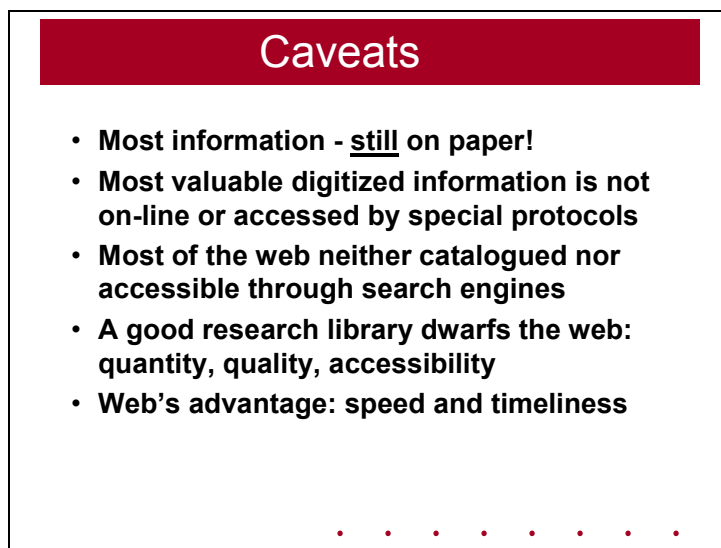 Caveats
• Most information - still on paper!
• Most valuable digitized information is not
on-line or accessed by special protocols
• Most of the web neither catalogued nor
accessible through search engines
• A good research library dwarfs the web:
quantity, quality, accessibility
• Web’s advantage: speed and timeliness